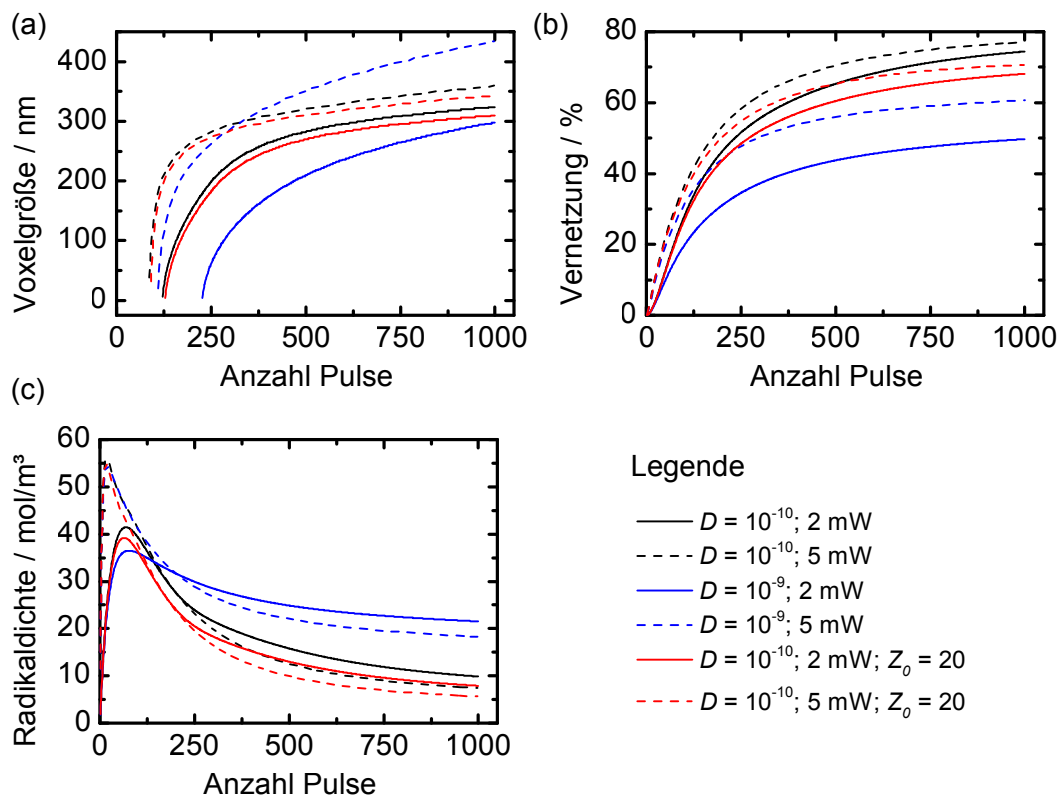 (a)
Voxelgröße / nm
400
300
200
100
0
0 250 500 750 1000
Anzahl Pulse
(b)
Vernetzung / %
80
60
40
20
0
0 250 500 750 1000
Anzahl Pulse
(c)
Radikaldichte / mol/m³
60
50
40
30
20
10
0
0 250 500 750 1000
Anzahl Pulse
Legende
D = 10⁻¹⁰; 2 mW
D = 10⁻¹⁰; 5 mW
D = 10⁻⁹; 2 mW
D = 10⁻⁹; 5 mW
D = 10⁻¹⁰; 2 mW; Z₀ = 20
D = 10⁻¹⁰; 5 mW; Z₀ = 20